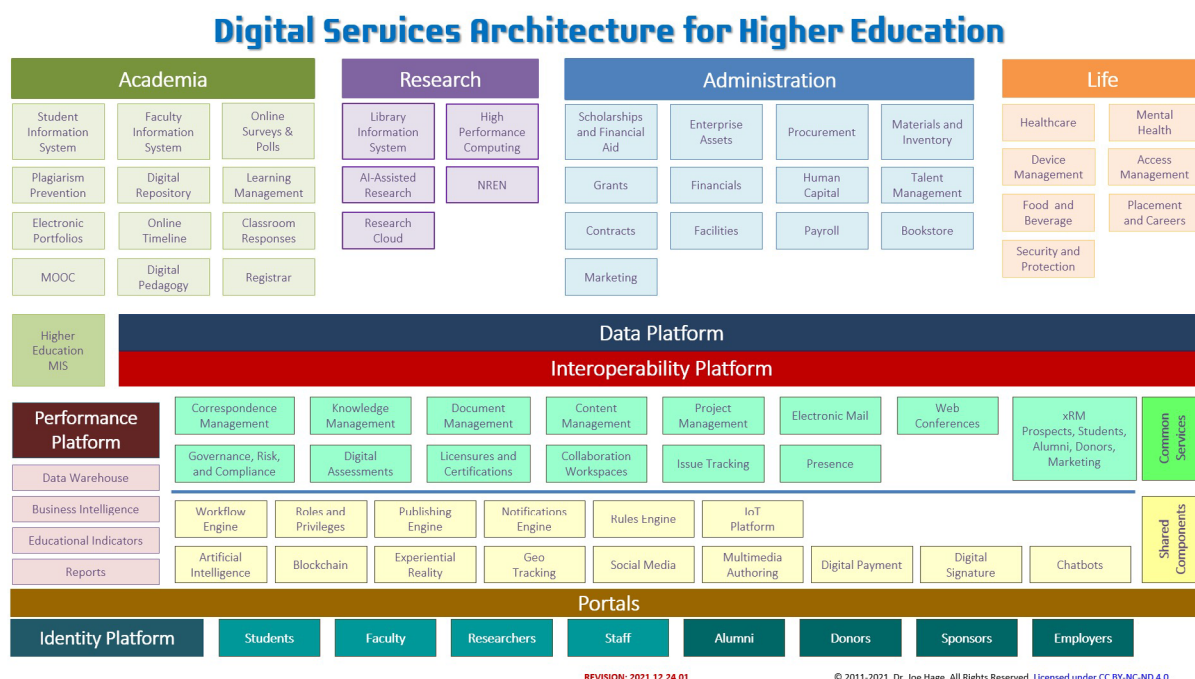 Digital Services Architecture for Higher Education
Academia
Student
Information
System
Faculty
Information
System
Online
Surveys &
Polls
Plagiarism
Prevention
Digital
Repository
Learning
Management
Electronic
Portfolios
Online
Timeline
Classroom
Responses
MOOC
Digital
Pedagogy
Registrar
Research
Library
Information
System
High
Performance
Computing
AI-Assisted
Research
NREN
Research
Cloud
Administration
Scholarships
and Financial
Aid
Enterprise
Assets
Procurement
Materials and
Inventory
Grants
Financials
Human
Capital
Talent
Management
Contracts
Facilities
Payroll
Bookstore
Marketing
Life
Healthcare
Mental
Health
Device
Management
Access
Management
Food and
Beverage
Placement
and Careers
Security and
Protection
Higher
Education
MIS
Data Platform
Interoperability Platform
Performance
Platform
Data Warehouse
Business Intelligence
Educational Indicators
Reports
Correspondence
Management
Knowledge
Management
Document
Management
Content
Management
Project
Management
Electronic Mail
Web
Conferences
xRM
Prospects, Students,
Alumni, Donors,
Marketing
Common
Services
Governance, Risk,
and Compliance
Digital
Assessments
Licensures and
Certifications
Collaboration
Workspaces
Issue Tracking
Presence
Workflow
Engine
Roles and
Privileges
Publishing
Engine
Notifications
Engine
Rules Engine
IoT
Platform
Shared
Components
Artificial
Intelligence
Blockchain
Experiential
Reality
Geo
Tracking
Social Media
Multimedia
Authoring
Digital Payment
Digital
Signature
Chatbots
Portals
Identity Platform
Students
Faculty
Researchers
Staff
Alumni
Donors
Sponsors
Employers
REVISION: 2021.12.24.01
© 2011-2021, Dr. Joe Hage. All Rights Reserved. Licensed under CC BY-NC-ND 4.0